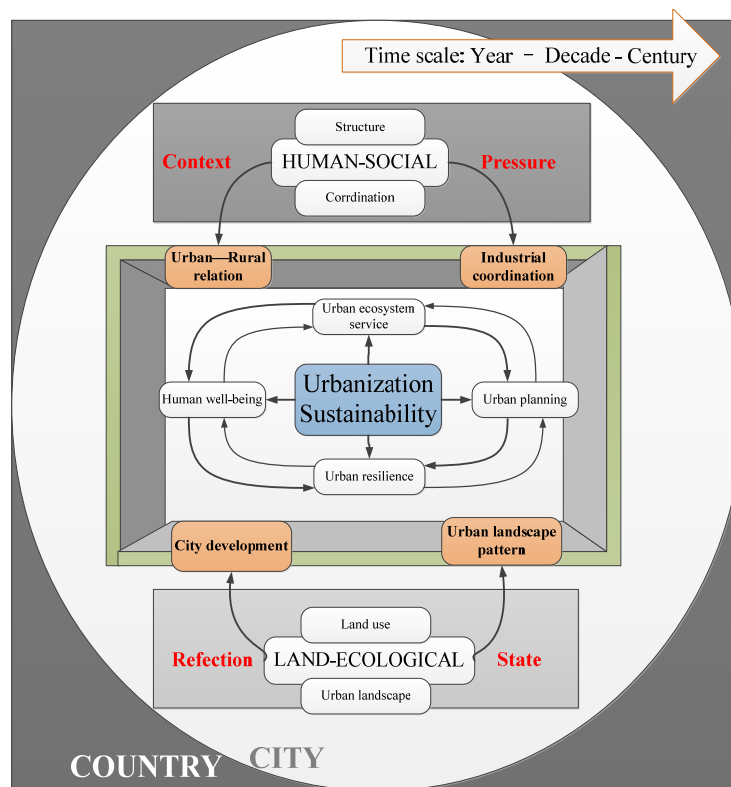 Time scale: Year - Decade - Century
Structure
Context
HUMAN-SOCIAL
Pressure
Corrdination
Urban—Rural
relation
Industrial
coordination
Urban ecosystem
service
Urbanization
Sustainability
Human well-being
Urban planning
Urban resilience
City development
Urban landscape
pattern
Land use
Refection
LAND-ECOLOGICAL
State
Urban landscape
COUNTRY
CITY